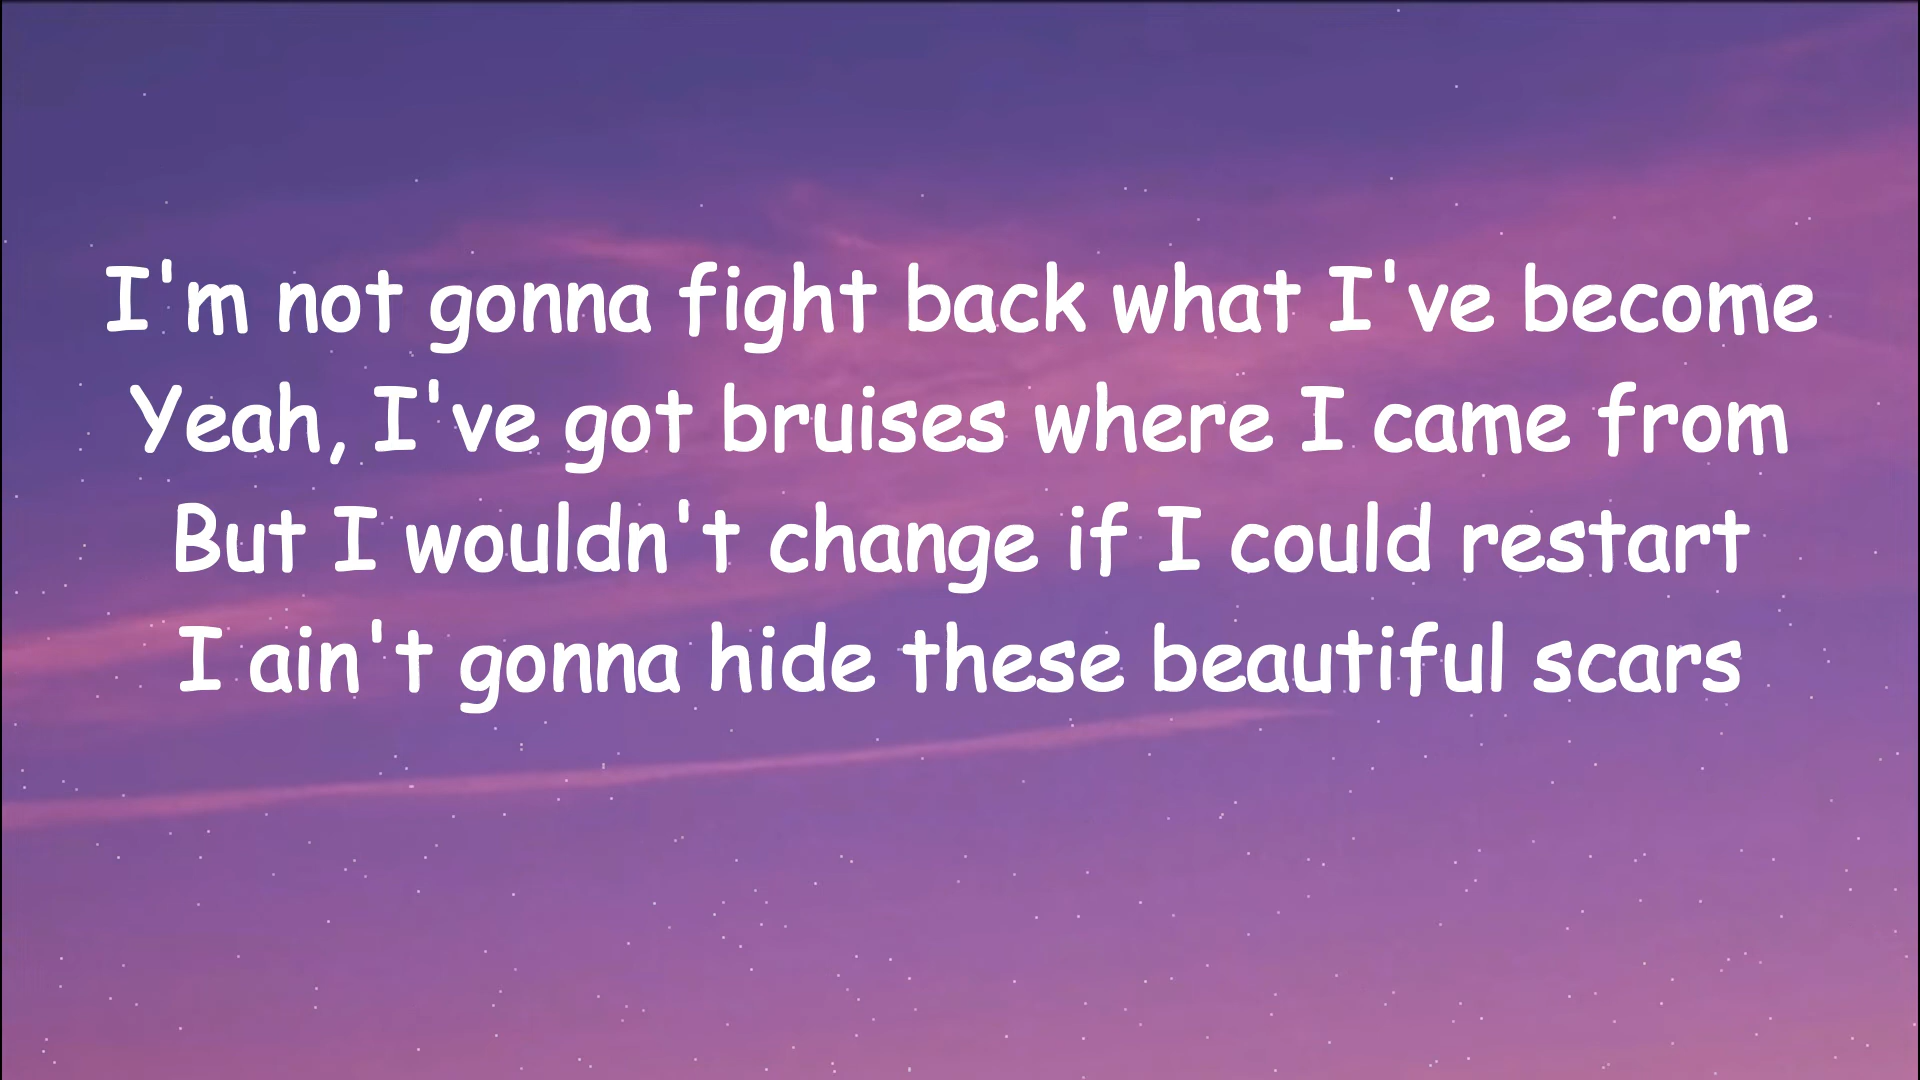 I'm not gonna fight back what I've become
Yeah, I've got bruises where I came from
But I wouldn't change if I could restart
I ain't gonna hide these beautiful scars